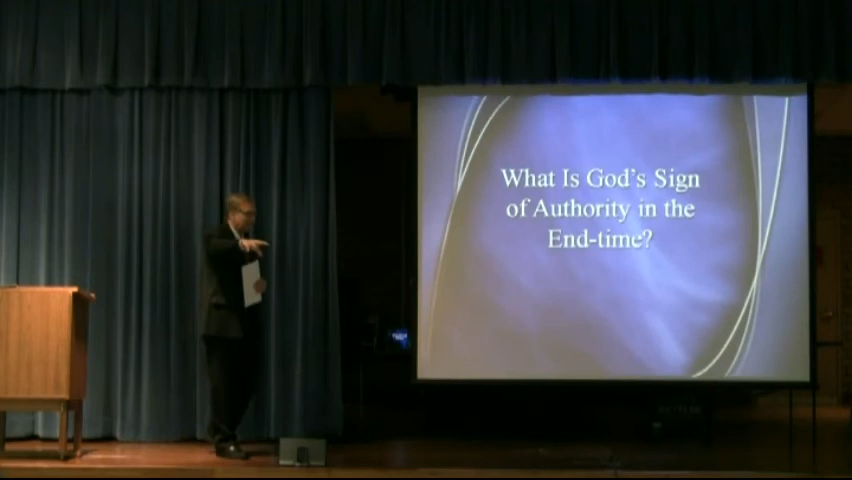 What Is God's Sign
of Authority in the
End-time?